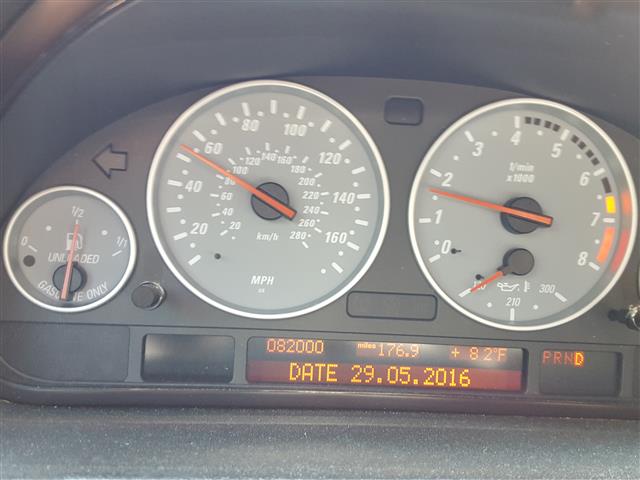 0 1/2 1/1
UNLEADED
GASOLINE ONLY
20 40 60 80 100 120 140 160
20 40 60 80 100 120 140 160 180 200 220 240 260 280
km/h
MPH
0 1 2 3 4 5 6 7 8
1/min
x1000
210 300
082000 miles 176.9 + 82°F
DATE 29.05.2016
PRND